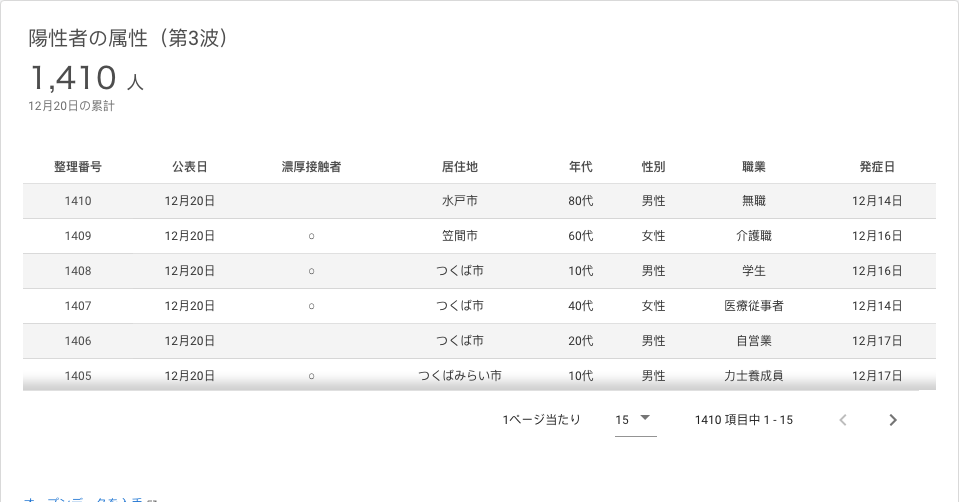 陽性者の属性（第3波）
1,410 人
12月20日の累計
整理番号 公表日 濃厚接触者 居住地 年代 性別 職業 発症日
1410 12月20日 水戸市 80代 男性 無職 12月14日
1409 12月20日 ○ 笠間市 60代 女性 介護職 12月16日
1408 12月20日 ○ つくば市 10代 男性 学生 12月16日
1407 12月20日 ○ つくば市 40代 女性 医療従事者 12月14日
1406 12月20日 つくば市 20代 男性 自営業 12月17日
1405 12月20日 ○ つくばみらい市 10代 男性 力士養成員 12月17日
1ページ当たり 15 1410 項目中 1 - 15
オープンデータを入手